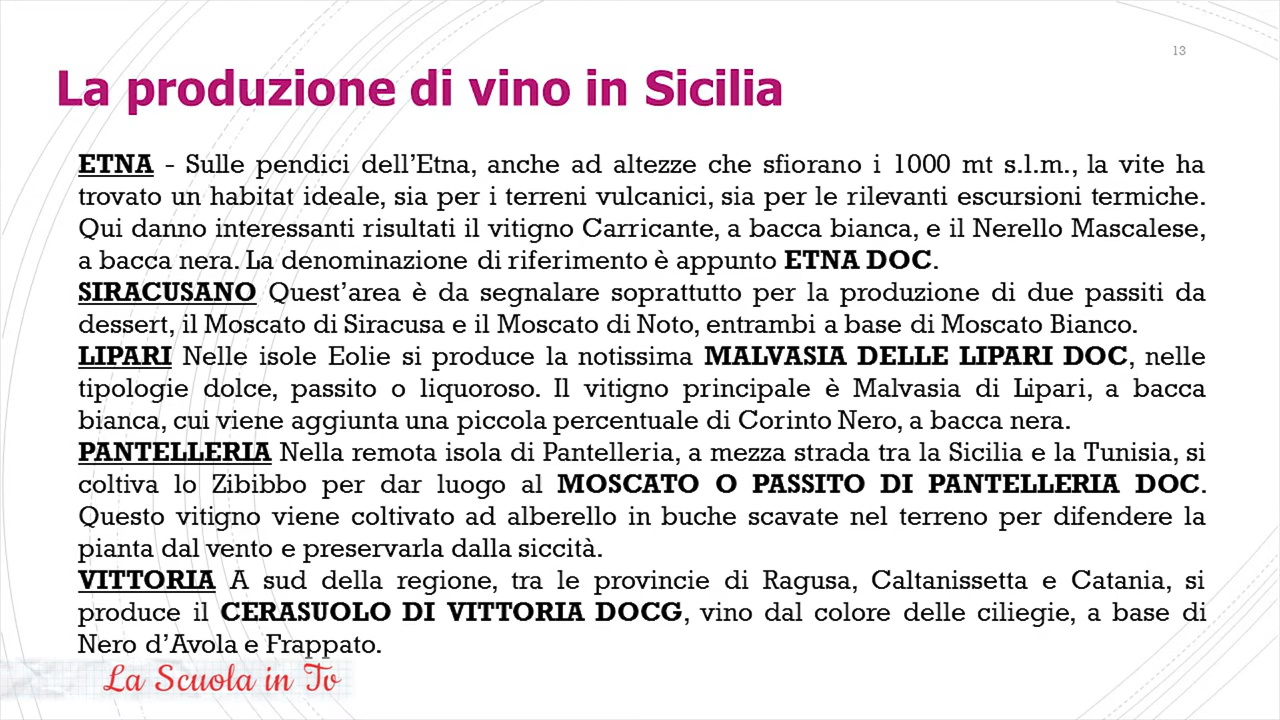 13
La produzione di vino in Sicilia
ETNA - Sulle pendici dell'Etna, anche ad altezze che sfiorano i 1000 mt s.l.m., la vite ha
trovato un habitat ideale, sia per i terreni vulcanici, sia per le rilevanti escursioni termiche.
Qui danno interessanti risultati il vitigno Carricante, a bacca bianca, e il Nerello Mascalese,
a bacca nera. La denominazione di riferimento è appunto ETNA DOC.
SIRACUSANO Quest'area è da segnalare soprattutto per la produzione di due passiti da
dessert, il Moscato di Siracusa e il Moscato di Noto, entrambi a base di Moscato Bianco.
LIPARI Nelle isole Eolie si produce la notissima MALVASIA DELLE LIPARI DOC, nelle
tipologie dolce, passito o liquoroso. Il vitigno principale è Malvasia di Lipari, a bacca
bianca, cui viene aggiunta una piccola percentuale di Corinto Nero, a bacca nera.
PANTELLERIA Nella remota isola di Pantelleria, a mezza strada tra la Sicilia e la Tunisia, si
coltiva lo Zibibbo per dar luogo al MOSCATO O PASSITO DI PANTELLERIA DOC.
Questo vitigno viene coltivato ad alberello in buche scavate nel terreno per difendere la
pianta dal vento e preservarla dalla siccità.
VITTORIA A sud della regione, tra le provincie di Ragusa, Caltanissetta e Catania, si
produce il CERASUOLO DI VITTORIA DOCG, vino dal colore delle ciliegie, a base di
Nero d'Avola e Frappato.
La Scuola in Tv